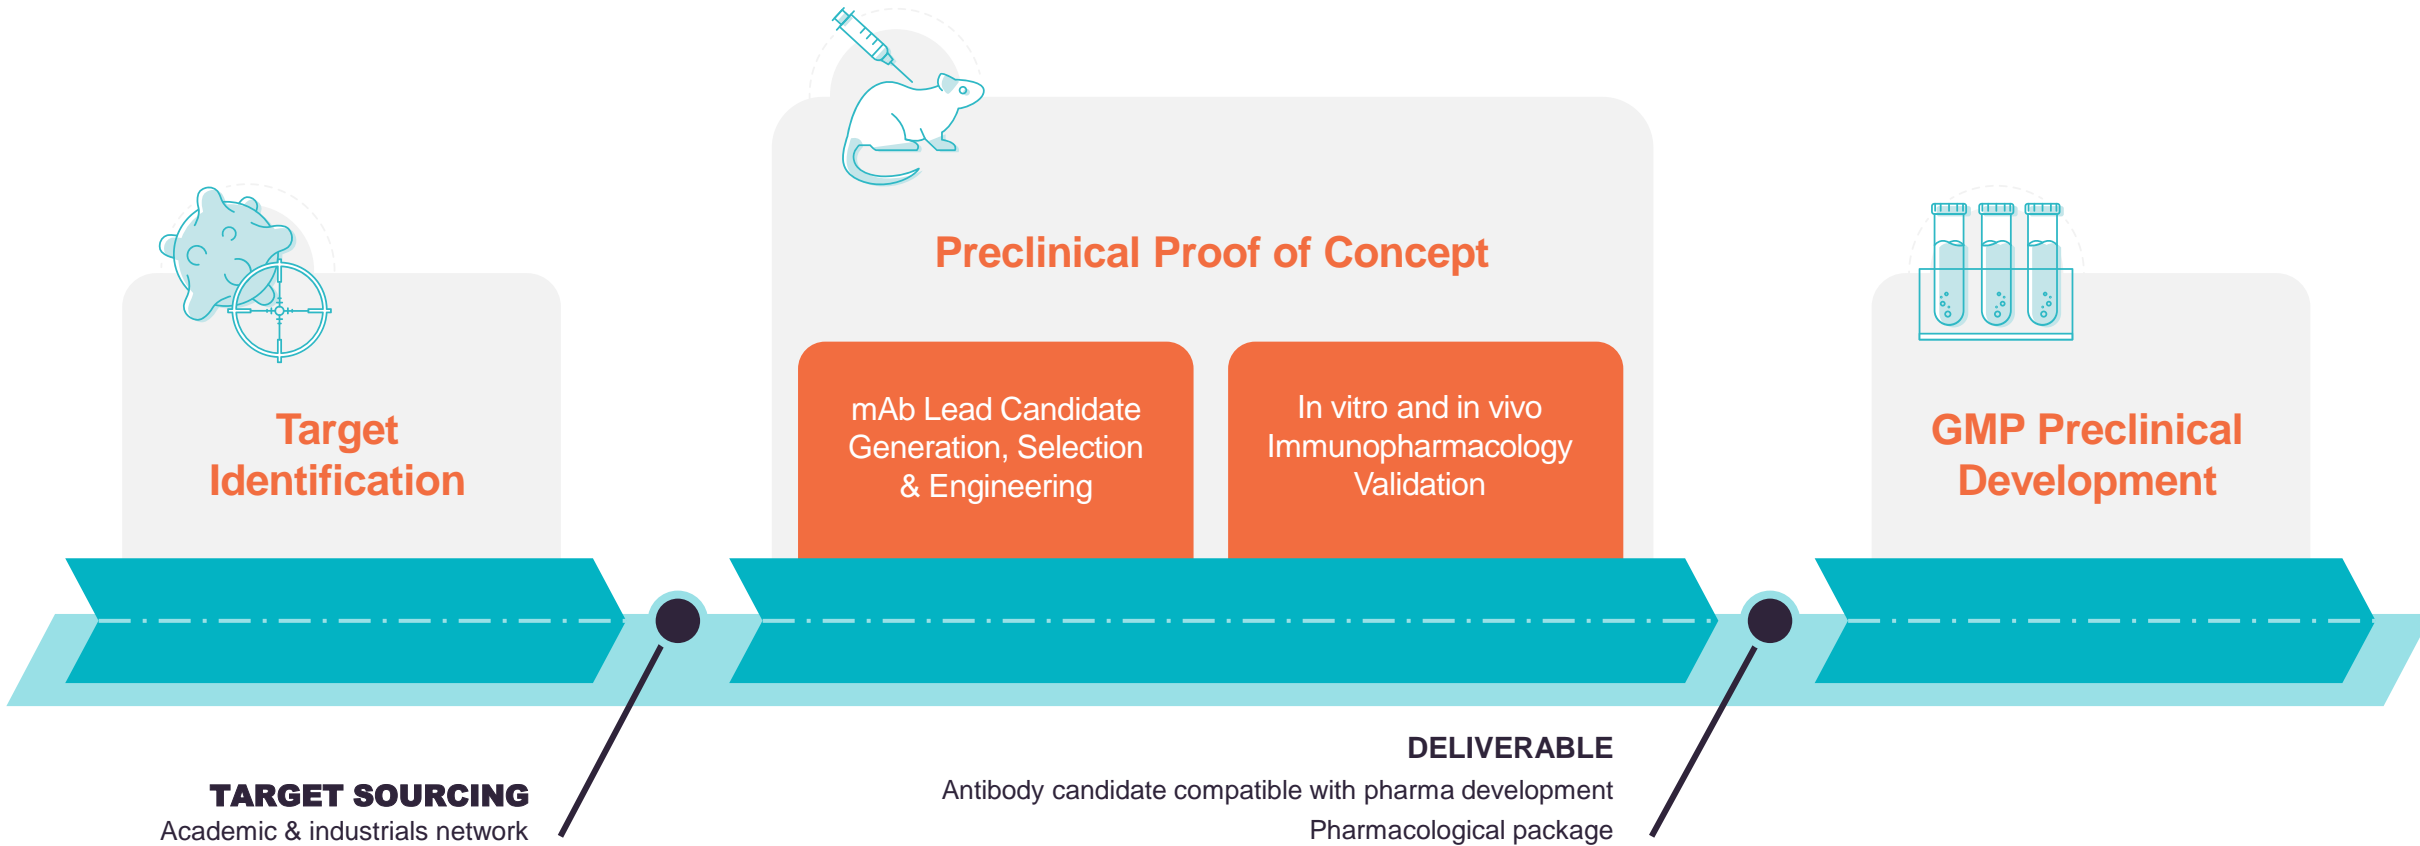 Target
Identification
Preclinical Proof of Concept
mAb Lead Candidate
Generation, Selection
& Engineering
In vitro and in vivo
Immunopharmacology
Validation
GMP Preclinical
Development
TARGET SOURCING
Academic & industrials network
DELIVERABLE
Antibody candidate compatible with pharma development
Pharmacological package